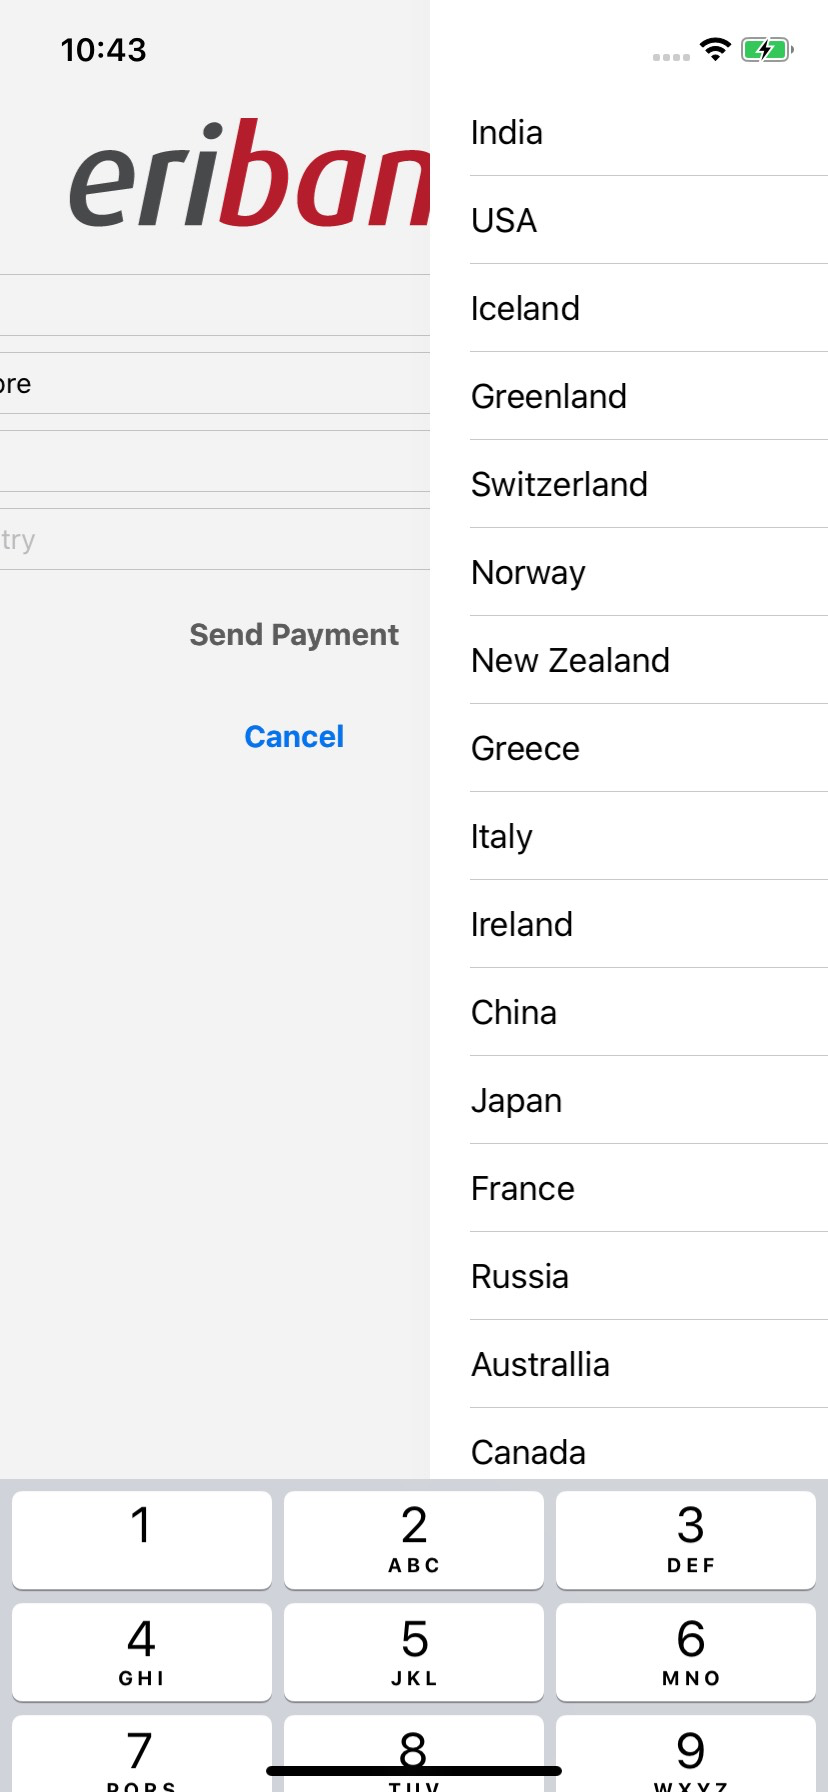 10:43
eriban
ore
try
Send Payment
Cancel
India
USA
Iceland
Greenland
Switzerland
Norway
New Zealand
Greece
Italy
Ireland
China
Japan
France
Russia
Australlia
Canada
1
2
ABC
3
DEF
4
GHI
5
JKL
6
MNO
7
PQRS
8
TUV
9
WXYZ